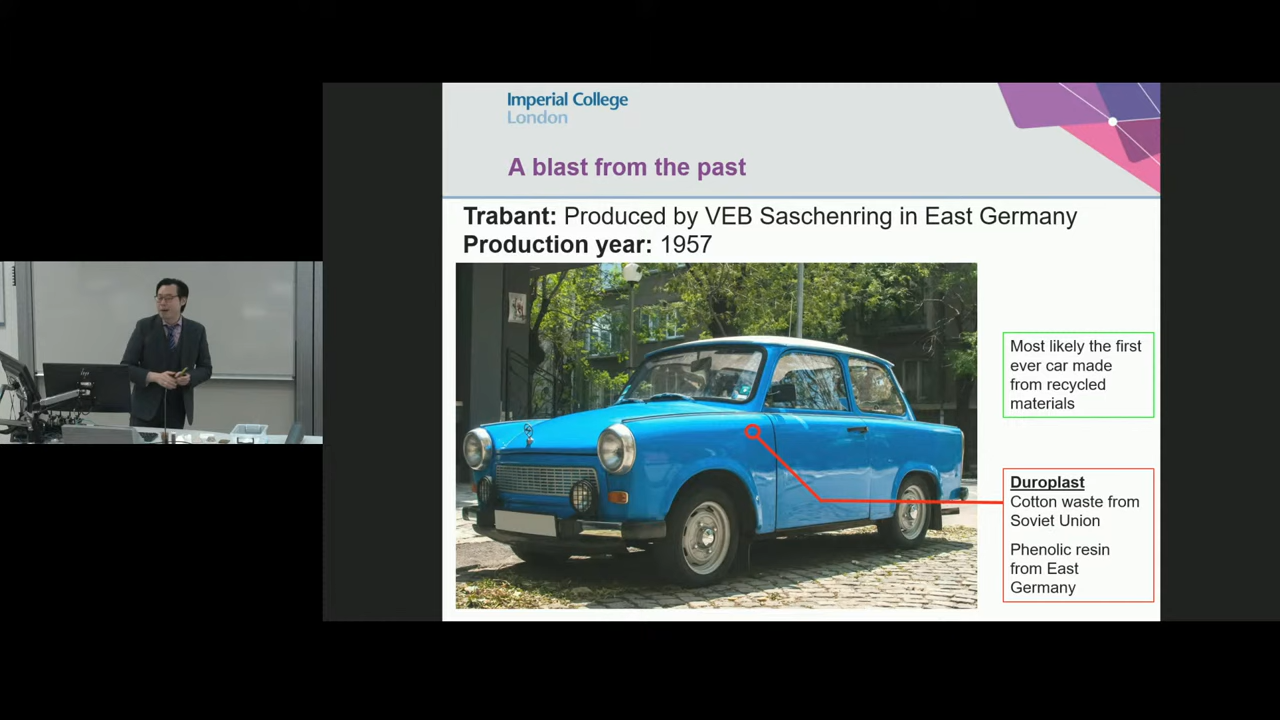 Imperial College
London
A blast from the past
Trabant: Produced by VEB Saschenring in East Germany
Production year: 1957
Most likely the first
ever car made
from recycled
materials
Duroplast
Cotton waste from
Soviet Union
Phenolic resin
from East
Germany